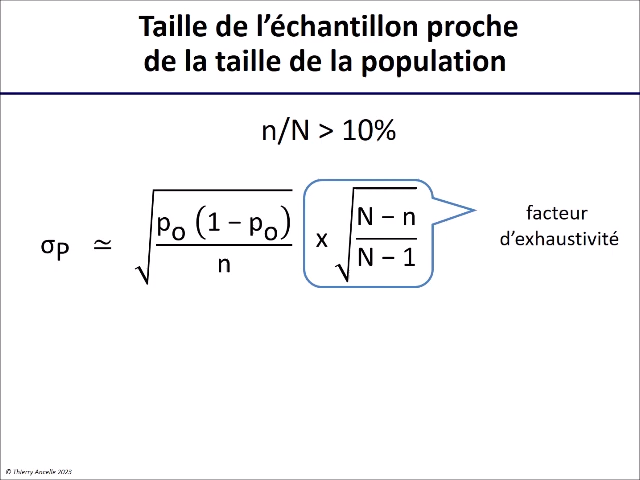 Taille de l’échantillon proche
de la taille de la population
n/N > 10%
σP ≃ √(po (1 − po) / n) x √((N − n) / (N − 1))
facteur
d’exhaustivité
© Thierry Ancelle 2023